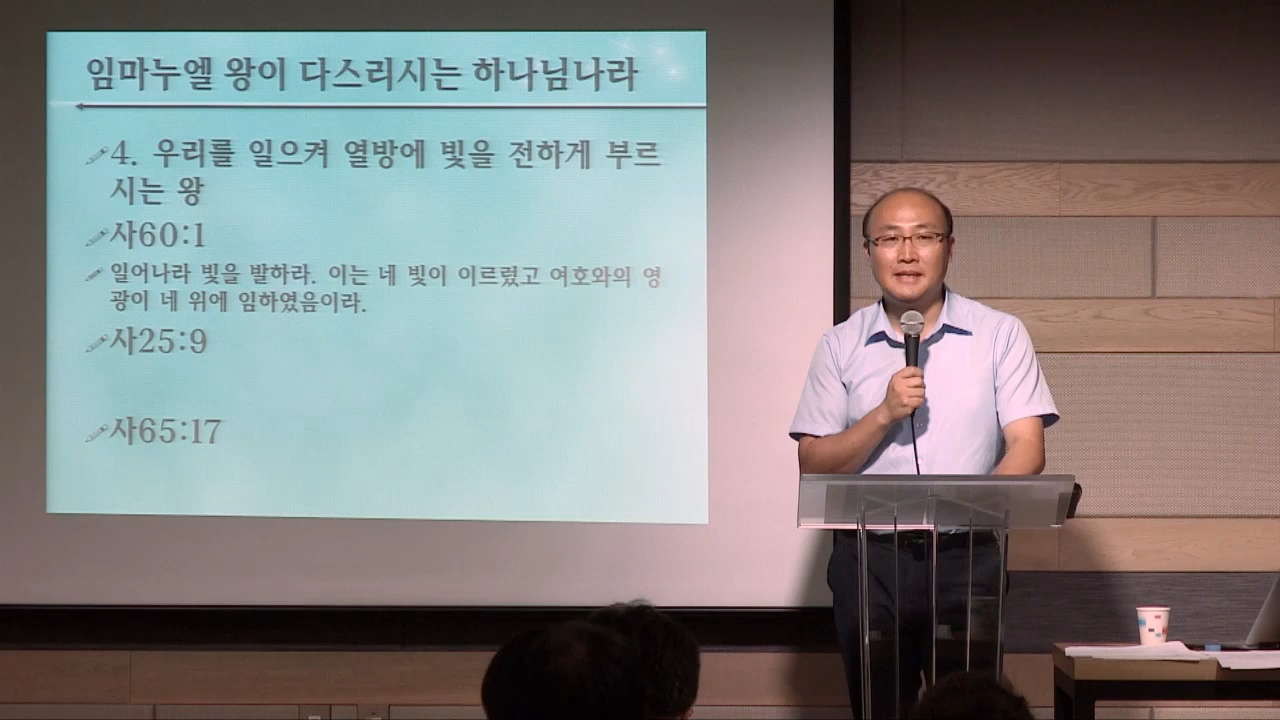 임마누엘 왕이 다스리시는 하나님나라
4. 우리를 일으켜 열방에 빛을 전하게 부르
시는 왕
사60:1
일어나라 빛을 발하라. 이는 네 빛이 이르렀고 여호와의 영
광이 네 위에 임하였음이라.
사25:9
사65:17